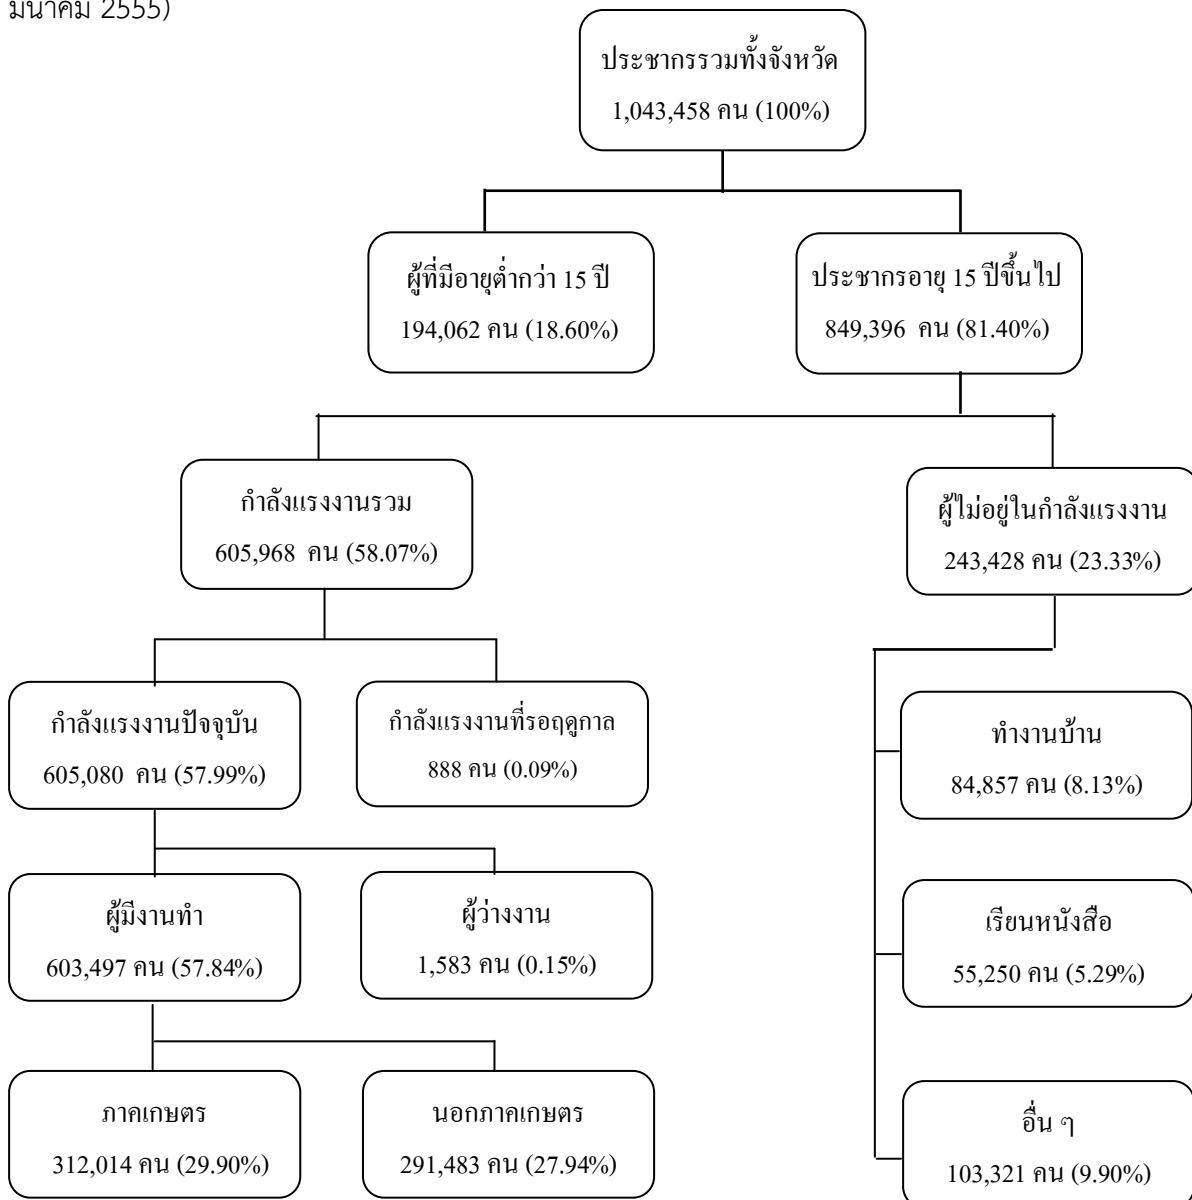 มีนาคม 2555)
ประชากรรวมทั้งจังหวัด
1,043,458 คน (100%)
ผู้ที่มีอายุต่ำกว่า 15 ปี
194,062 คน (18.60%)
ประชากรอายุ 15 ปีขึ้นไป
849,396 คน (81.40%)
กำลังแรงงานรวม
605,968 คน (58.07%)
ผู้ไม่อยู่ในกำลังแรงงาน
243,428 คน (23.33%)
กำลังแรงงานปัจจุบัน
605,080 คน (57.99%)
กำลังแรงงานที่รอฤดูกาล
888 คน (0.09%)
ทำงานบ้าน
84,857 คน (8.13%)
ผู้มีงานทำ
603,497 คน (57.84%)
ผู้ว่างงาน
1,583 คน (0.15%)
เรียนหนังสือ
55,250 คน (5.29%)
ภาคเกษตร
312,014 คน (29.90%)
นอกภาคเกษตร
291,483 คน (27.94%)
อื่น ๆ
103,321 คน (9.90%)